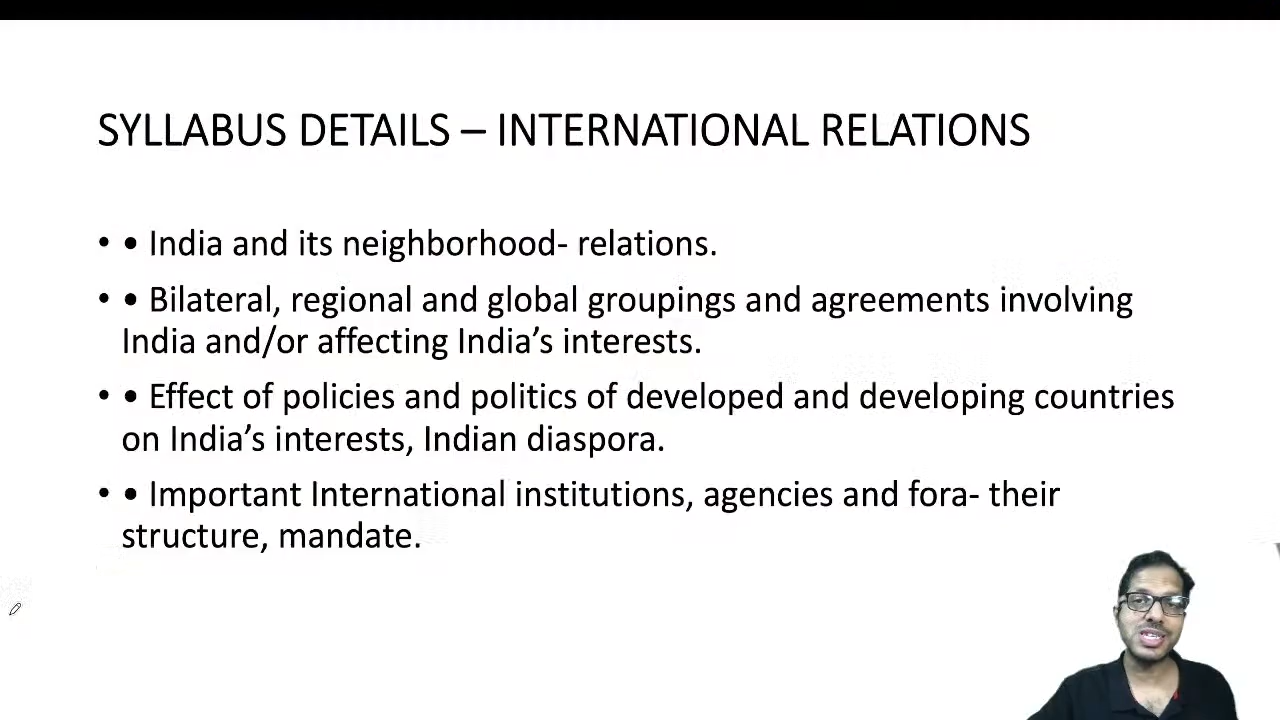 SYLLABUS DETAILS – INTERNATIONAL RELATIONS
• • India and its neighborhood- relations.
• • Bilateral, regional and global groupings and agreements involving
India and/or affecting India’s interests.
• • Effect of policies and politics of developed and developing countries
on India’s interests, Indian diaspora.
• • Important International institutions, agencies and fora- their
structure, mandate.